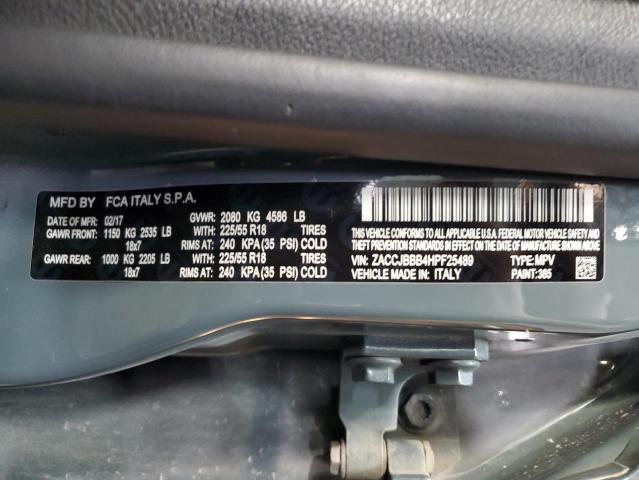 MFD BY FCA ITALY S.P.A.
DATE OF MFR: 02/17 GVWR: 2080 KG 4586 LB
GAWR FRONT: 1150 KG 2535 LB WITH: 225/55 R18 TIRES
18x7 RIMS AT: 240 KPA(35 PSI) COLD
GAWR REAR: 1000 KG 2205 LB WITH: 225/55 R18 TIRES
18x7 RIMS AT: 240 KPA(35 PSI) COLD
THIS VEHICLE CONFORMS TO ALL APPLICABLE U.S.A. FEDERAL MOTOR VEHICLE SAFETY, BUMPER AND
THEFT PREVENTION STANDARDS IN EFFECT ON THE DATE OF MANUFACTURE SHOWN ABOVE.
VIN: ZACCJBBB4HPF25489 TYPE: MPV
VEHICLE MADE IN: ITALY PAINT: 385